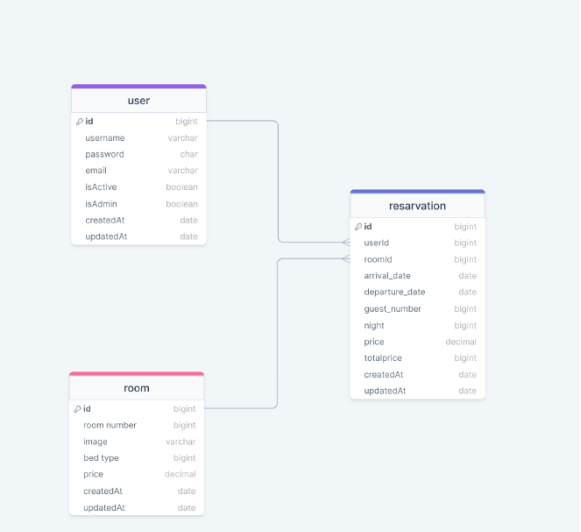 user
id bigint
username varchar
password char
email varchar
isActive boolean
isAdmin boolean
createdAt date
updatedAt date
resarvation
id bigint
userId bigint
roomId bigint
arrival_date date
departure_date date
guest_number bigint
night bigint
price decimal
totalprice bigint
createdAt date
updatedAt date
room
id bigint
room number bigint
image varchar
bed type bigint
price decimal
createdAt date
updatedAt date